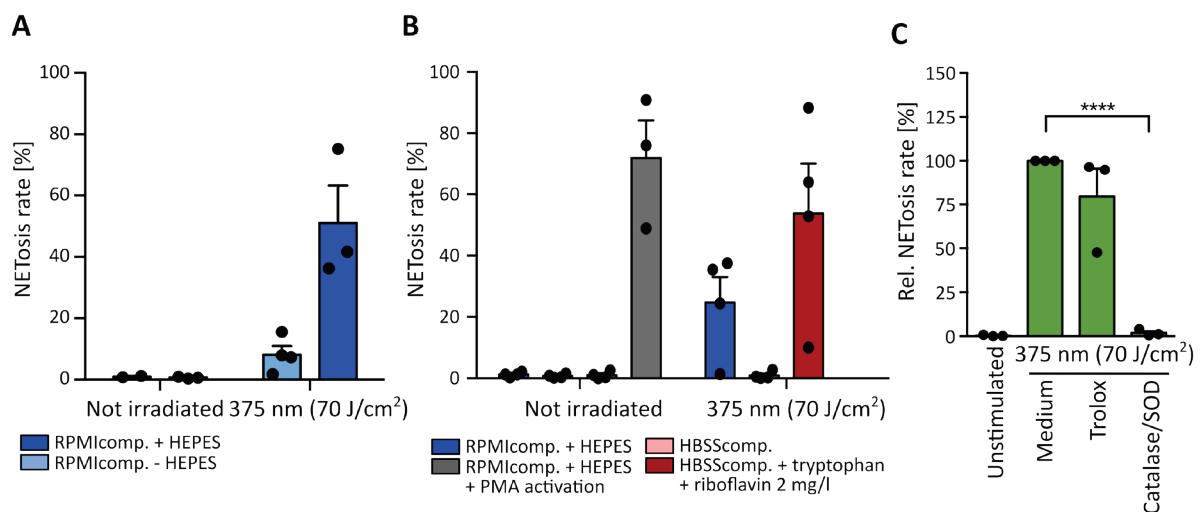 A
NETosis rate [%]
100
80
60
40
20
0
Not irradiated
375 nm (70 J/cm²)
RPMIcomp. + HEPES
RPMIcomp. - HEPES
B
NETosis rate [%]
100
80
60
40
20
0
Not irradiated
375 nm (70 J/cm²)
RPMIcomp. + HEPES
RPMIcomp. + HEPES
+ PMA activation
HBSScomp.
HBSScomp. + tryptophan
+ riboflavin 2 mg/l
C
Rel. NETosis rate [%]
150
125
100
75
50
25
0
****
375 nm (70 J/cm²)
Unstimulated
Medium
Trolox
Catalase/SOD